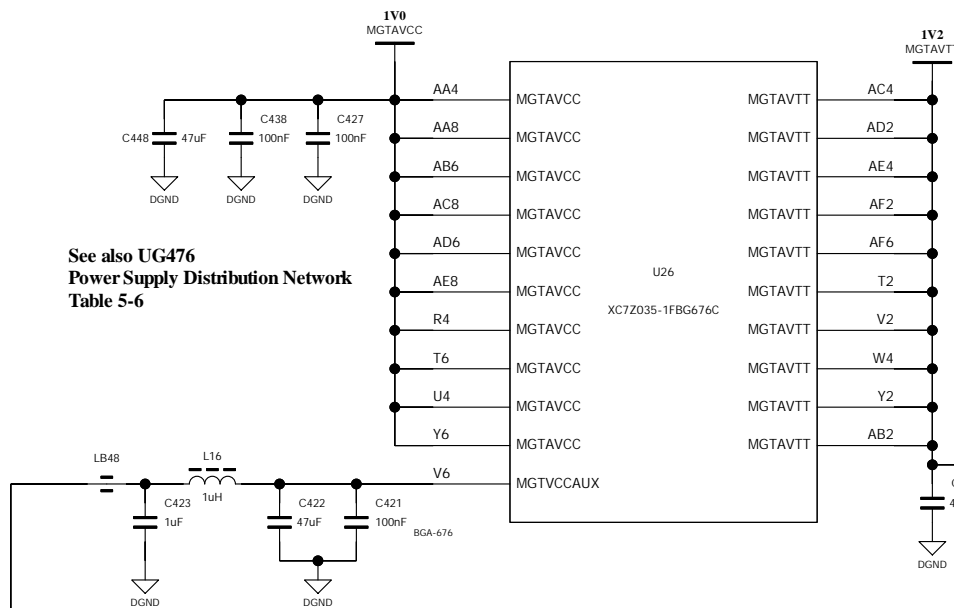 1V0
MGTAVCC
1V2
MGTAVTT
AA4 MGTAVCC MGTAVTT AC4
C448 47uF
C438
100nF
C427
100nF
AA8 MGTAVCC MGTAVTT AD2
AB6 MGTAVCC MGTAVTT AE4
DGND DGND DGND
AC8 MGTAVCC MGTAVTT AF2
See also UG476
Power Supply Distribution Network
Table 5-6
AD6 MGTAVCC MGTAVTT AF6
U26
AE8 MGTAVCC MGTAVTT T2
XC7Z035-1FBG676C
R4 MGTAVCC MGTAVTT V2
T6 MGTAVCC MGTAVTT W4
U4 MGTAVCC MGTAVTT Y2
Y6 MGTAVCC MGTAVTT AB2
LB48
L16
1uH
V6 MGTVCCAUX
C423
1uF
C422
47uF
C421
100nF
BGA-676
C
4
DGND
DGND
DGND